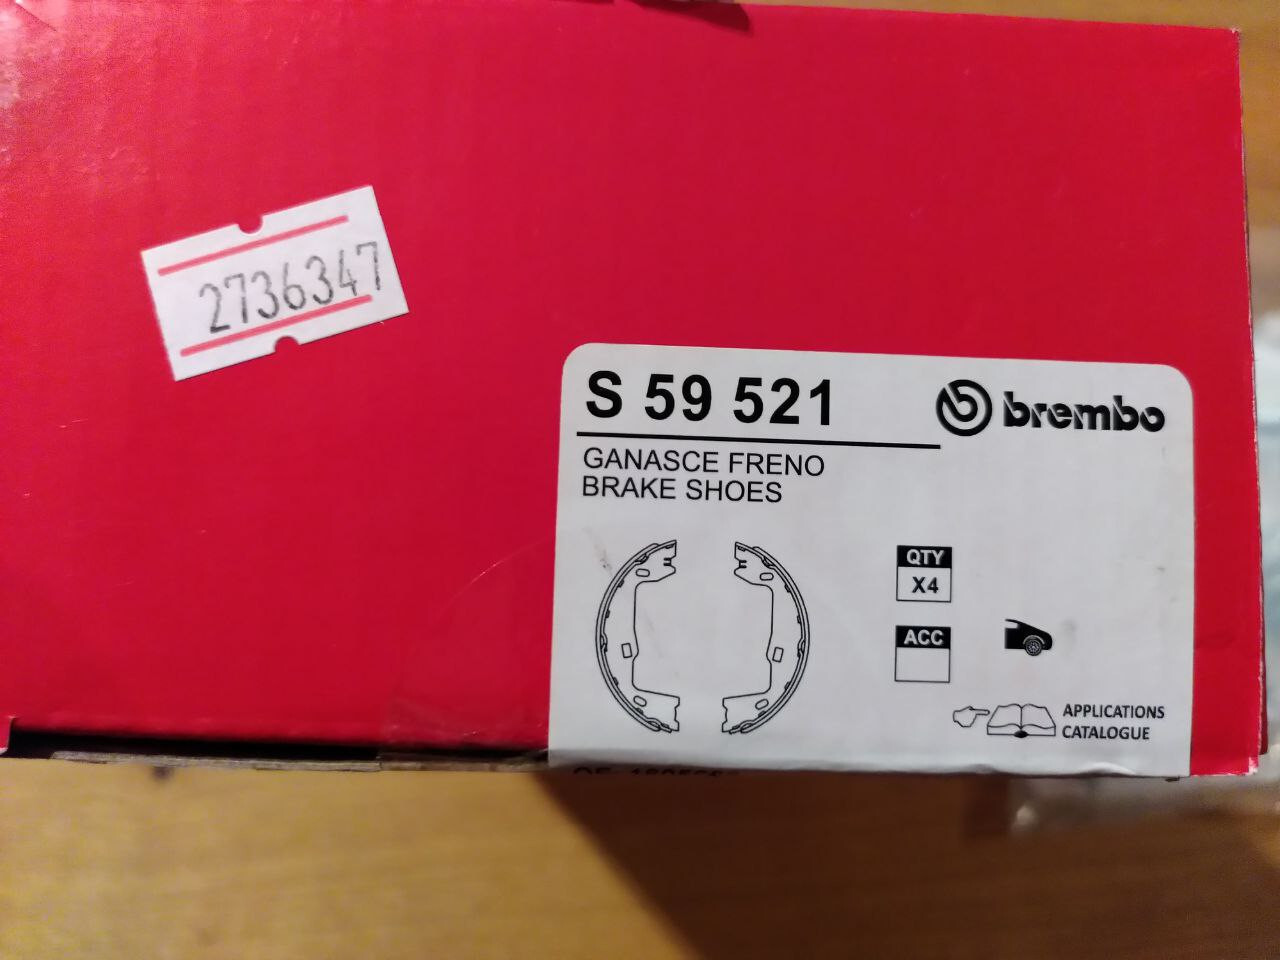 2736347
S 59 521
brembo
GANASCE FRENO
BRAKE SHOES
QTY
X4
ACC
APPLICATIONS
CATALOGUE